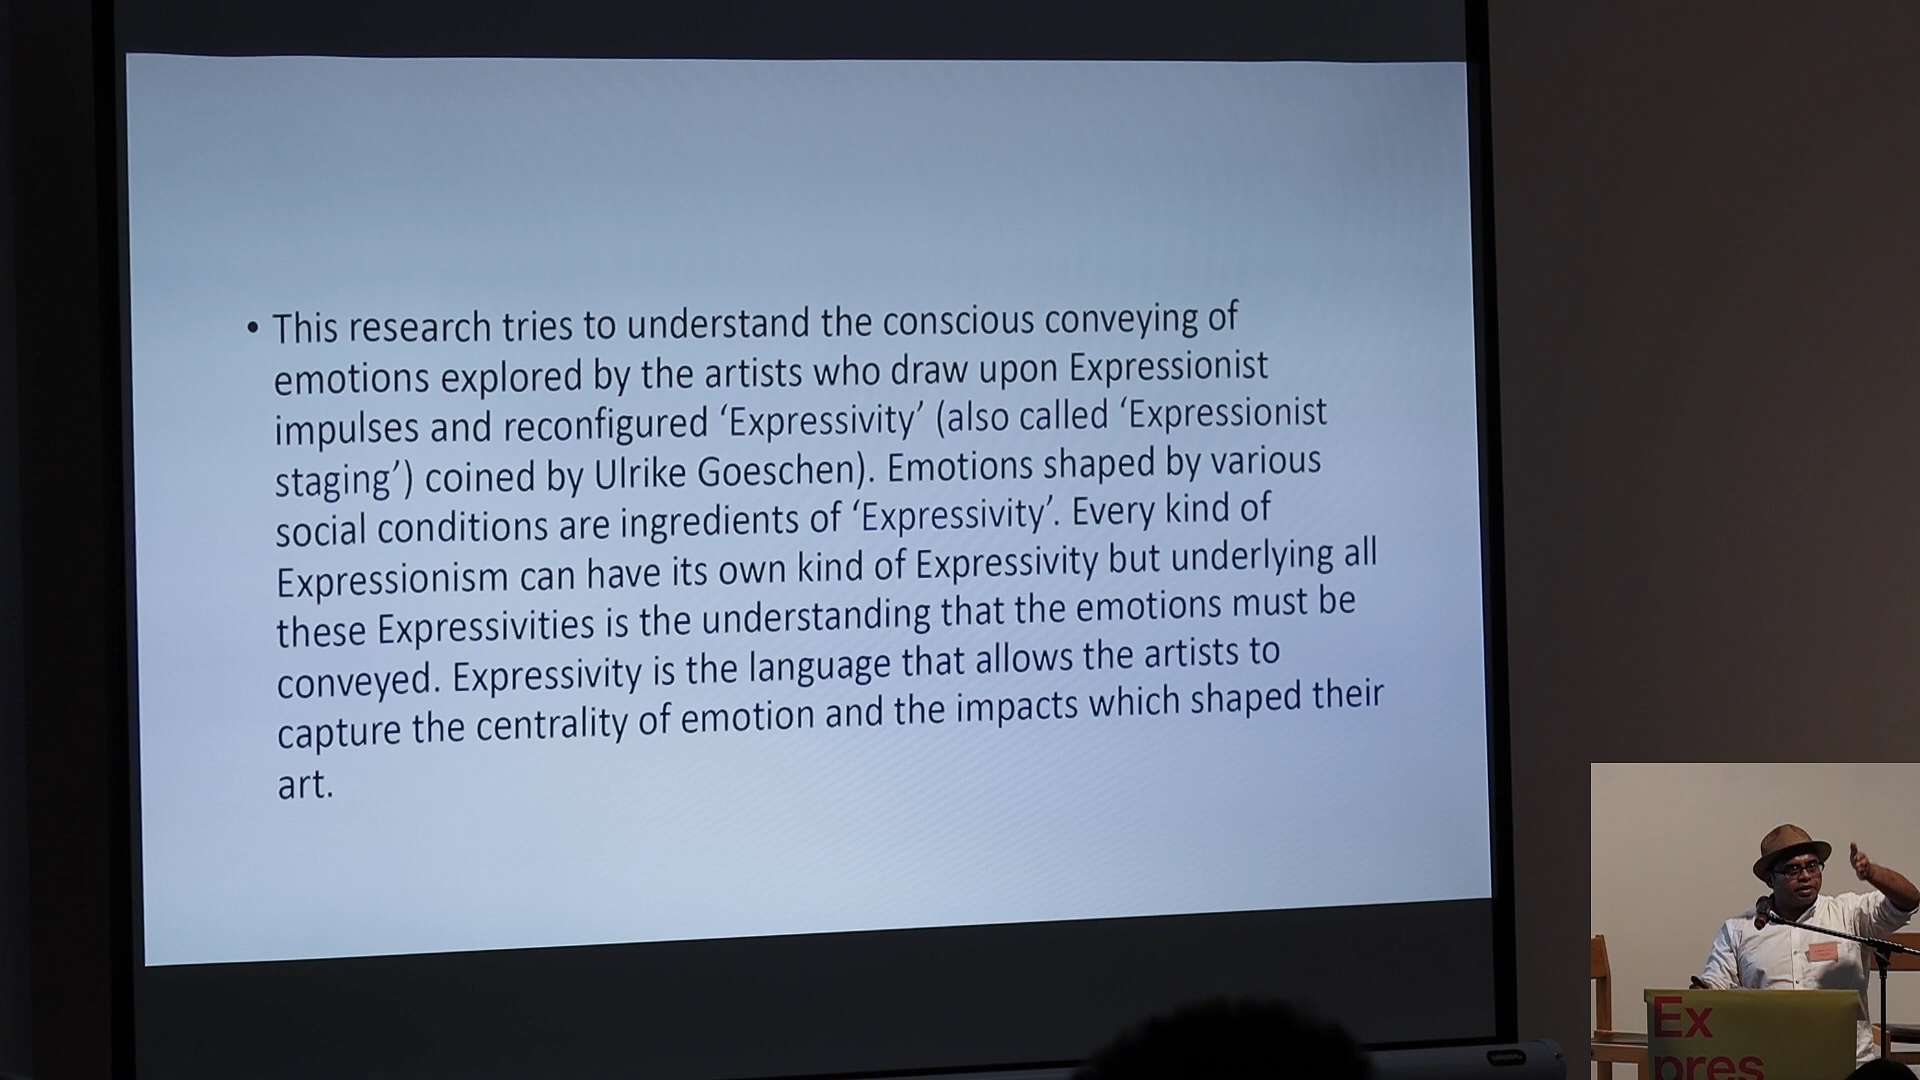 • This research tries to understand the conscious conveying of
emotions explored by the artists who draw upon Expressionist
impulses and reconfigured ‘Expressivity’ (also called ‘Expressionist
staging’) coined by Ulrike Goeschen). Emotions shaped by various
social conditions are ingredients of ‘Expressivity’. Every kind of
Expressionism can have its own kind of Expressivity but underlying all
these Expressivities is the understanding that the emotions must be
conveyed. Expressivity is the language that allows the artists to
capture the centrality of emotion and the impacts which shaped their
art.
Ex
pres